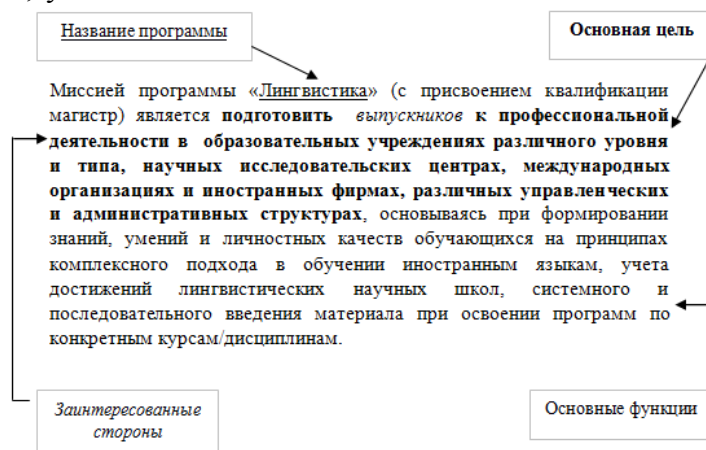 Название программы
Основная цель
Миссией программы «Лингвистика» (с присвоением квалификации
магистр) является подготовить выпускников к профессиональной
деятельности в образовательных учреждениях различного уровня
и типа, научных исследовательских центрах, международных
организациях и иностранных фирмах, различных управленческих
и административных структурах, основываясь при формировании
знаний, умений и личностных качеств обучающихся на принципах
комплексного подхода в обучении иностранным языкам, учета
достижений лингвистических научных школ, системного и
последовательного введения материала при освоении программ по
конкретным курсам/дисциплинам.
Заинтересованные
стороны
Основные функции